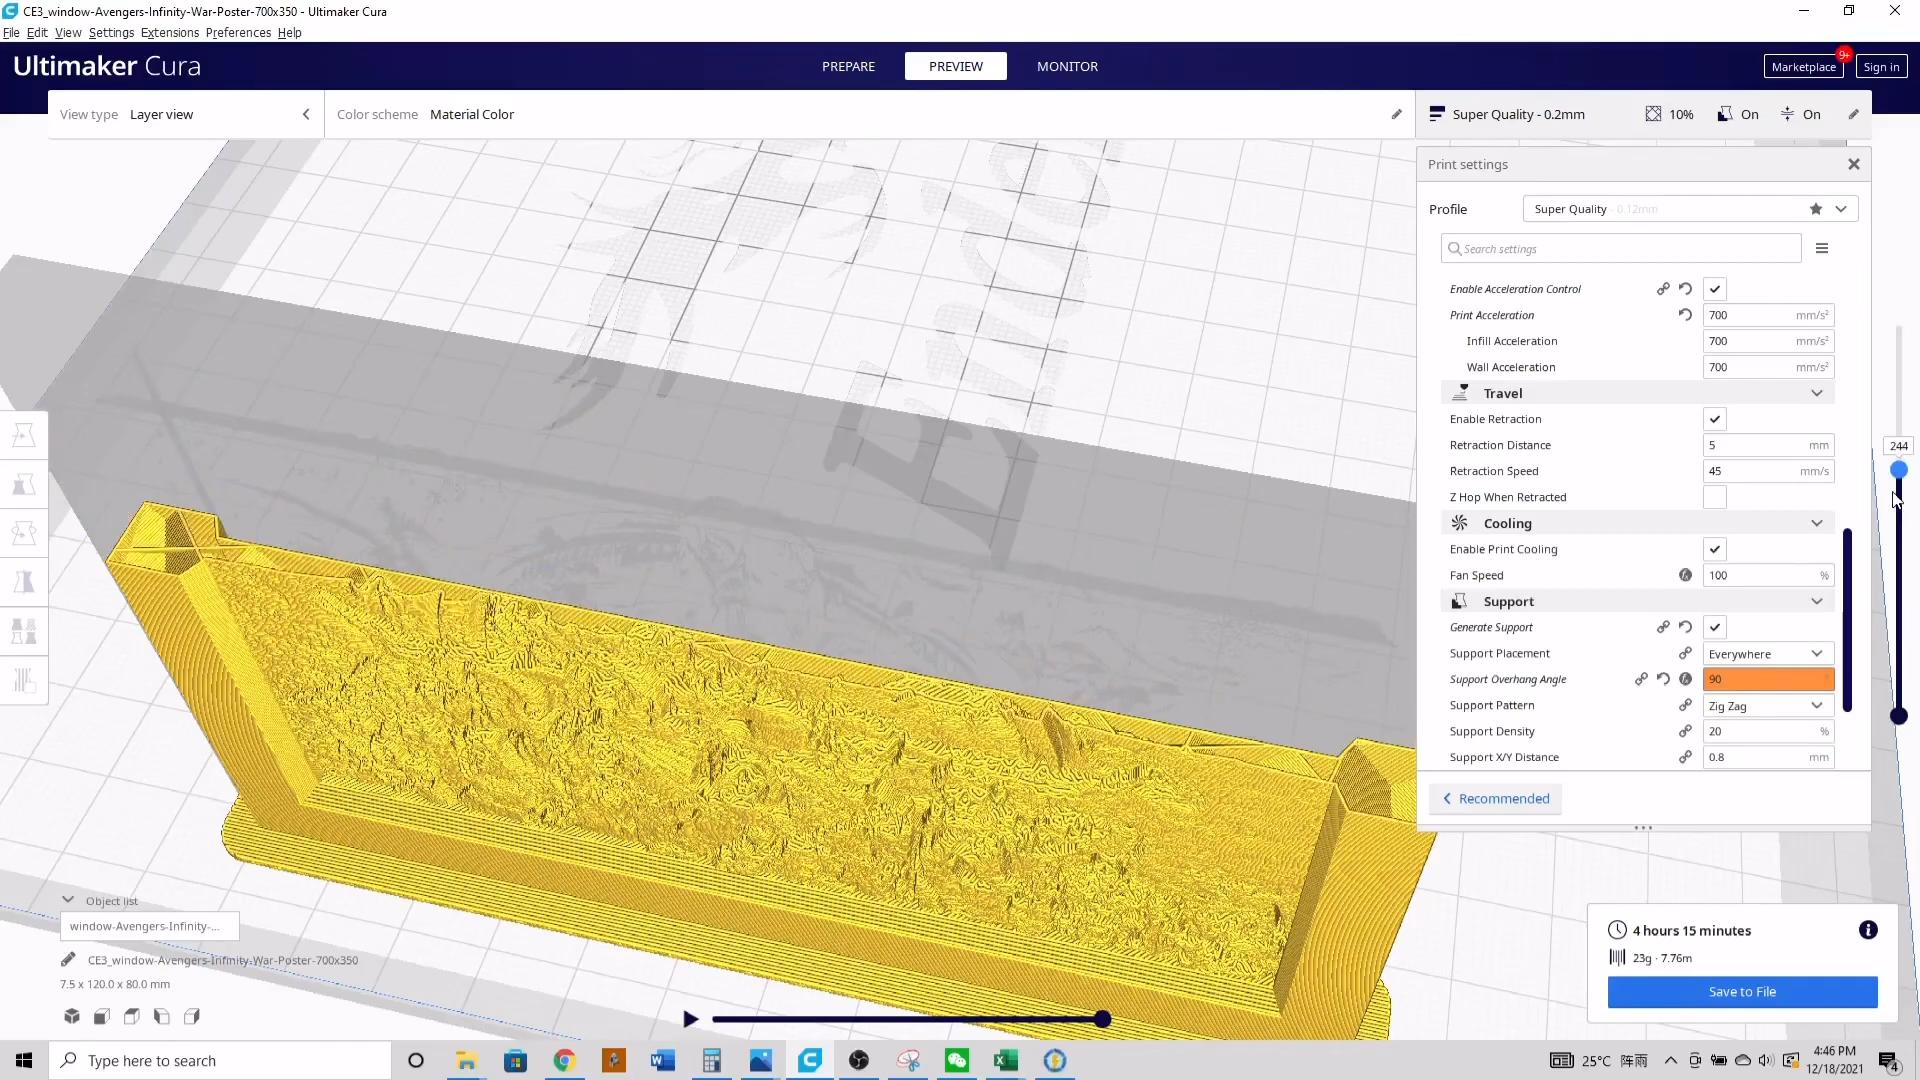 CE3_window-Avengers-Infinity-War-Poster-700x350 - Ultimaker Cura
File Edit View Settings Extensions Preferences Help
Ultimaker Cura
PREPARE PREVIEW MONITOR
9+
Marketplace Sign in
View type Layer view
Color scheme Material Color
Super Quality - 0.2mm 10% On On
Print settings
Profile Super Quality - 0.12mm
Search settings
Enable Acceleration Control
Print Acceleration 700 mm/s²
Infill Acceleration 700 mm/s²
Wall Acceleration 700 mm/s²
Travel
Enable Retraction
Retraction Distance 5 mm
244
Retraction Speed 45 mm/s
Z Hop When Retracted
Cooling
Enable Print Cooling
Fan Speed 100 %
Support
Generate Support
Support Placement Everywhere
Support Overhang Angle 90 °
Support Pattern Zig Zag
Support Density 20 %
Support X/Y Distance 0.8 mm
Recommended
Object list
window-Avengers-Infinity-...
CE3_window-Avengers-Infinity-War-Poster-700x350
7.5 x 120.0 x 80.0 mm
4 hours 15 minutes
23g · 7.76m
Save to File
Type here to search
25°C 阵雨
4:46 PM
12/18/2021
4